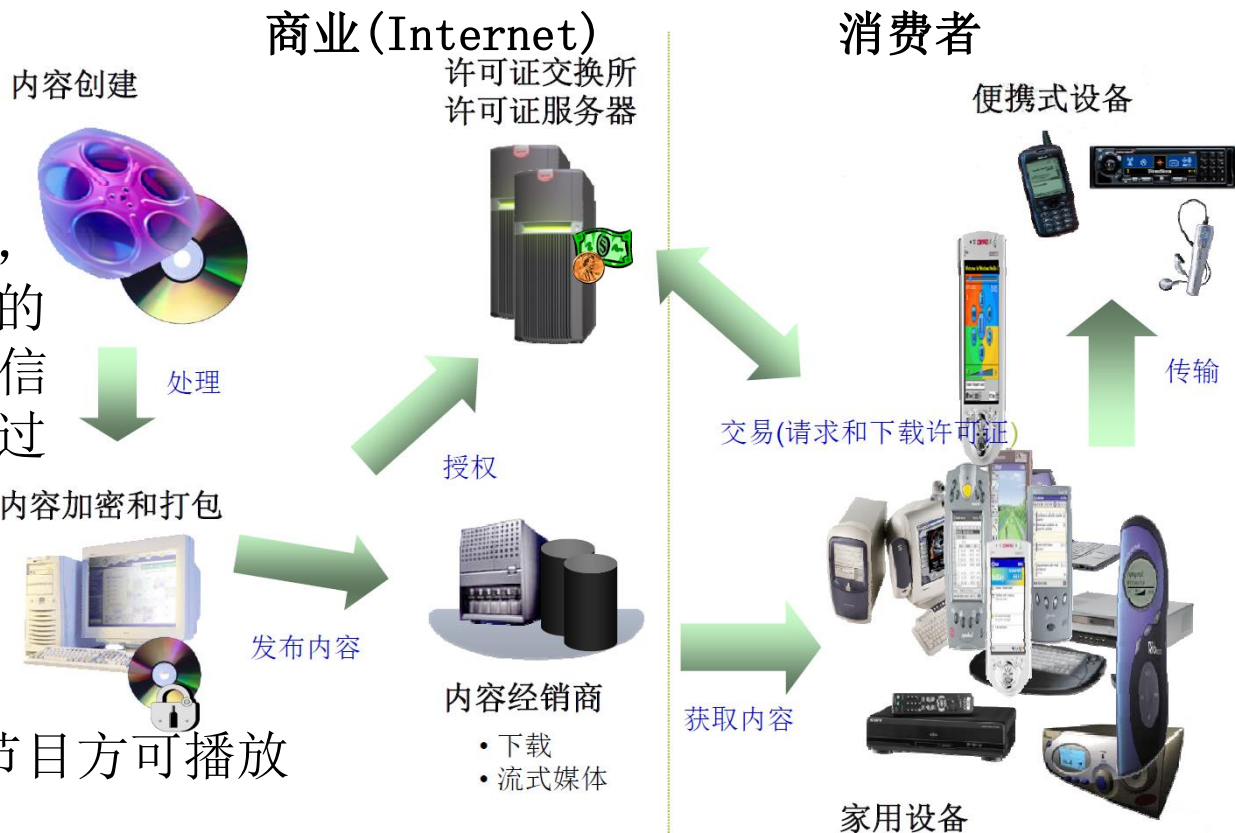 商业(Internet)
消费者
内容创建
许可证交换所
许可证服务器
便携式设备
，
的
信
过
处理
传输
交易(请求和下载许可证)
授权
内容加密和打包
发布内容
内容经销商
• 下载
• 流式媒体
获取内容
节目方可播放
家用设备